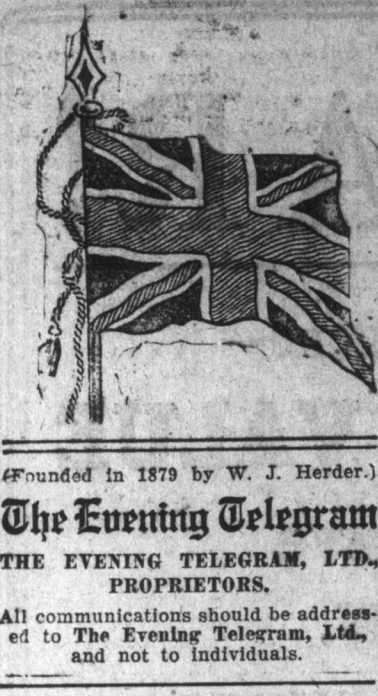 (Founded in 1879 by W. J. Herder.)
The Evening Telegram
THE EVENING TELEGRAM, LTD.,
PROPRIETORS.
All communications should be address-
ed to The Evening Telegram, Ltd.,
and not to individuals.